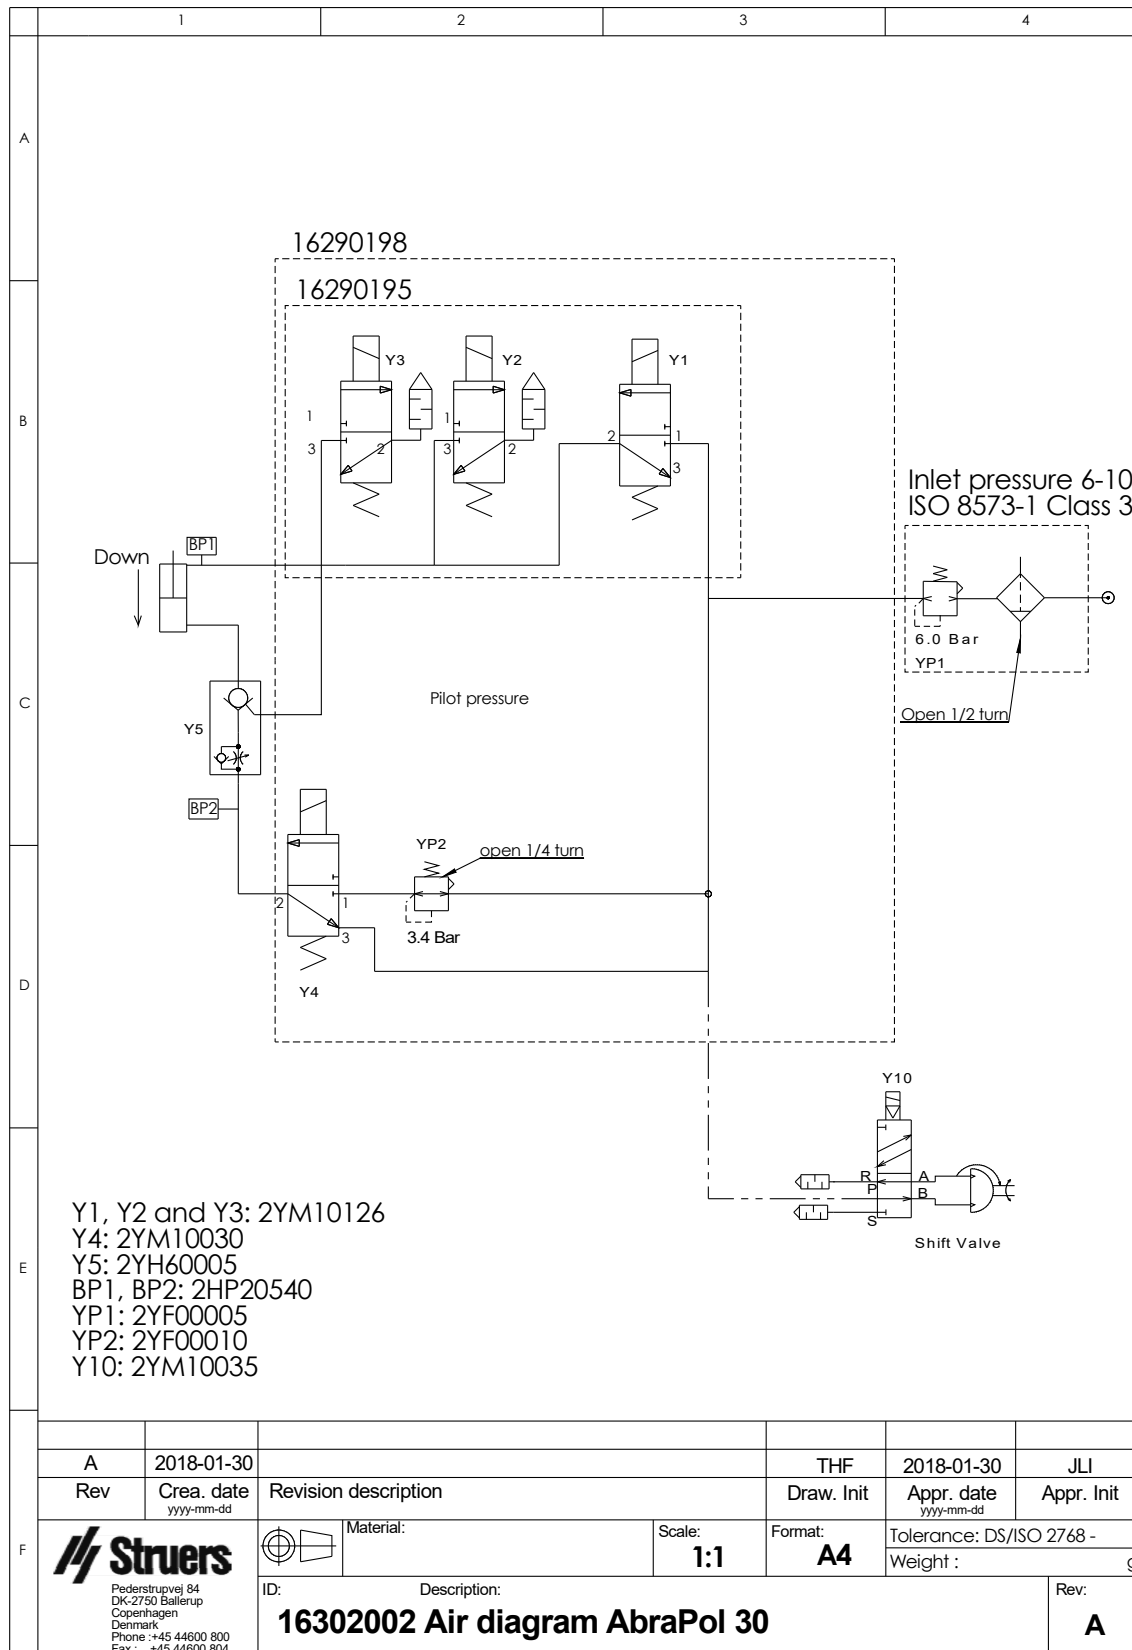 1 2 3 4
A
16290198
16290195
B
Y3 Y2 Y1
1 1 1
3 2 3 2 2 3
Inlet pressure 6-10
ISO 8573-1 Class 3
Down
BP1
6.0 Bar
YP1
C
Pilot pressure
Open 1/2 turn
Y5
BP2
YP2
open 1/4 turn
2 1
3
3.4 Bar
D
Y4
Y10
R A
P B
S
Shift Valve
E
Y1, Y2 and Y3: 2YM10126
Y4: 2YM10030
Y5: 2YH60005
BP1, BP2: 2HP20540
YP1: 2YF00005
YP2: 2YF00010
Y10: 2YM10035
A 2018-01-30 THF 2018-01-30 JLI
Rev Crea. date Revision description Draw. Init Appr. date Appr. Init
yyyy-mm-dd yyyy-mm-dd
F
Struers
Material:
Scale:
1:1
Format:
A4
Tolerance: DS/ISO 2768 -
Weight : g
Pederstrupvej 84
DK-2750 Ballerup
Copenhagen
Denmark
Phone :+45 44600 800
Fax : +45 44600 804
ID: Description:
16302002 Air diagram AbraPol 30
Rev:
A